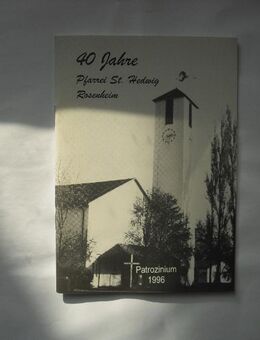 40 Jahre
Pfarrei St. Hedwig
Rosenheim
Patrozinium
1996